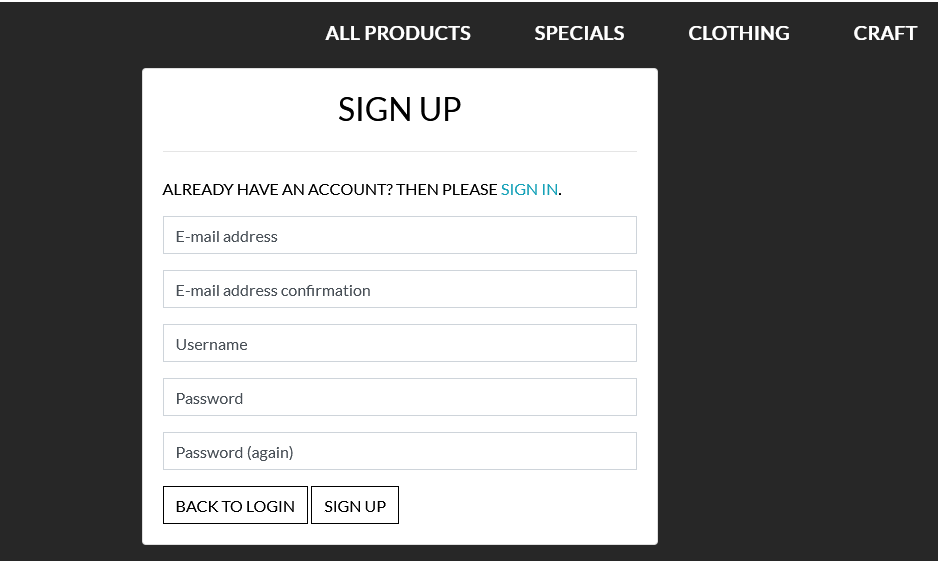 ALL PRODUCTS SPECIALS CLOTHING CRAFT
SIGN UP
ALREADY HAVE AN ACCOUNT? THEN PLEASE SIGN IN.
E-mail address
E-mail address confirmation
Username
Password
Password (again)
BACK TO LOGIN SIGN UP